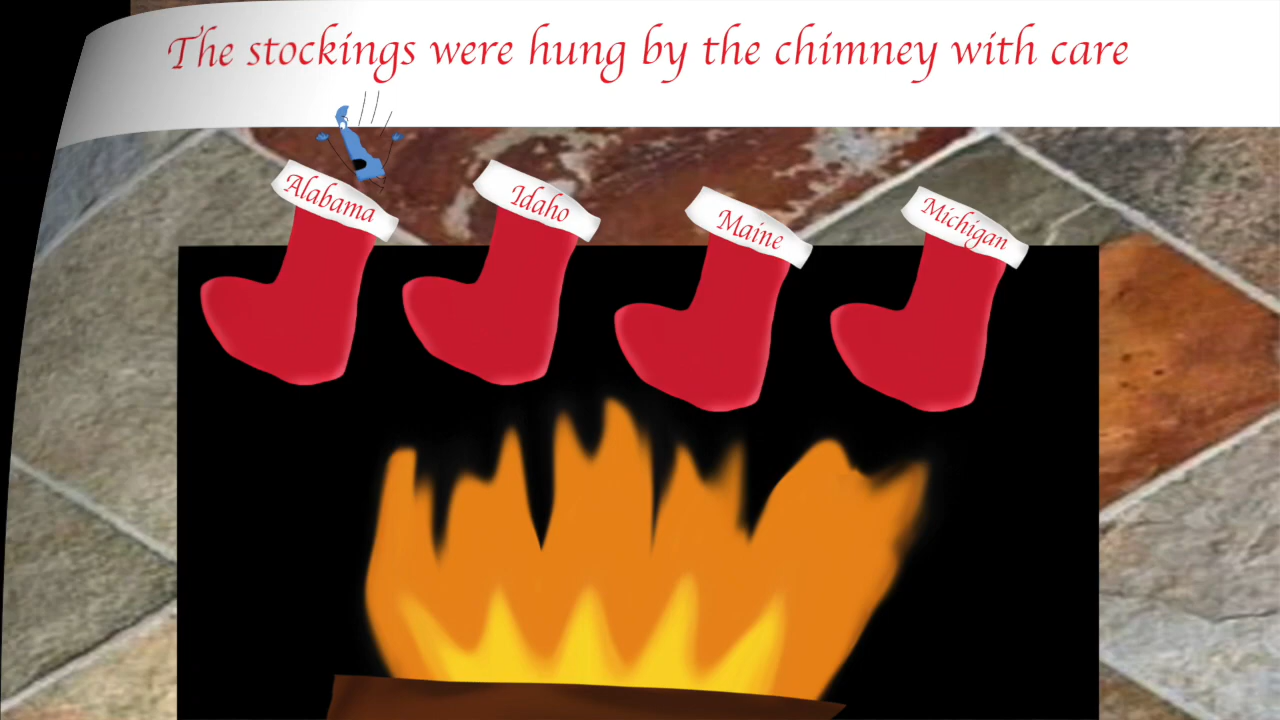 The stockings were hung by the chimney with care
Alabama
Idaho
Maine
Michigan